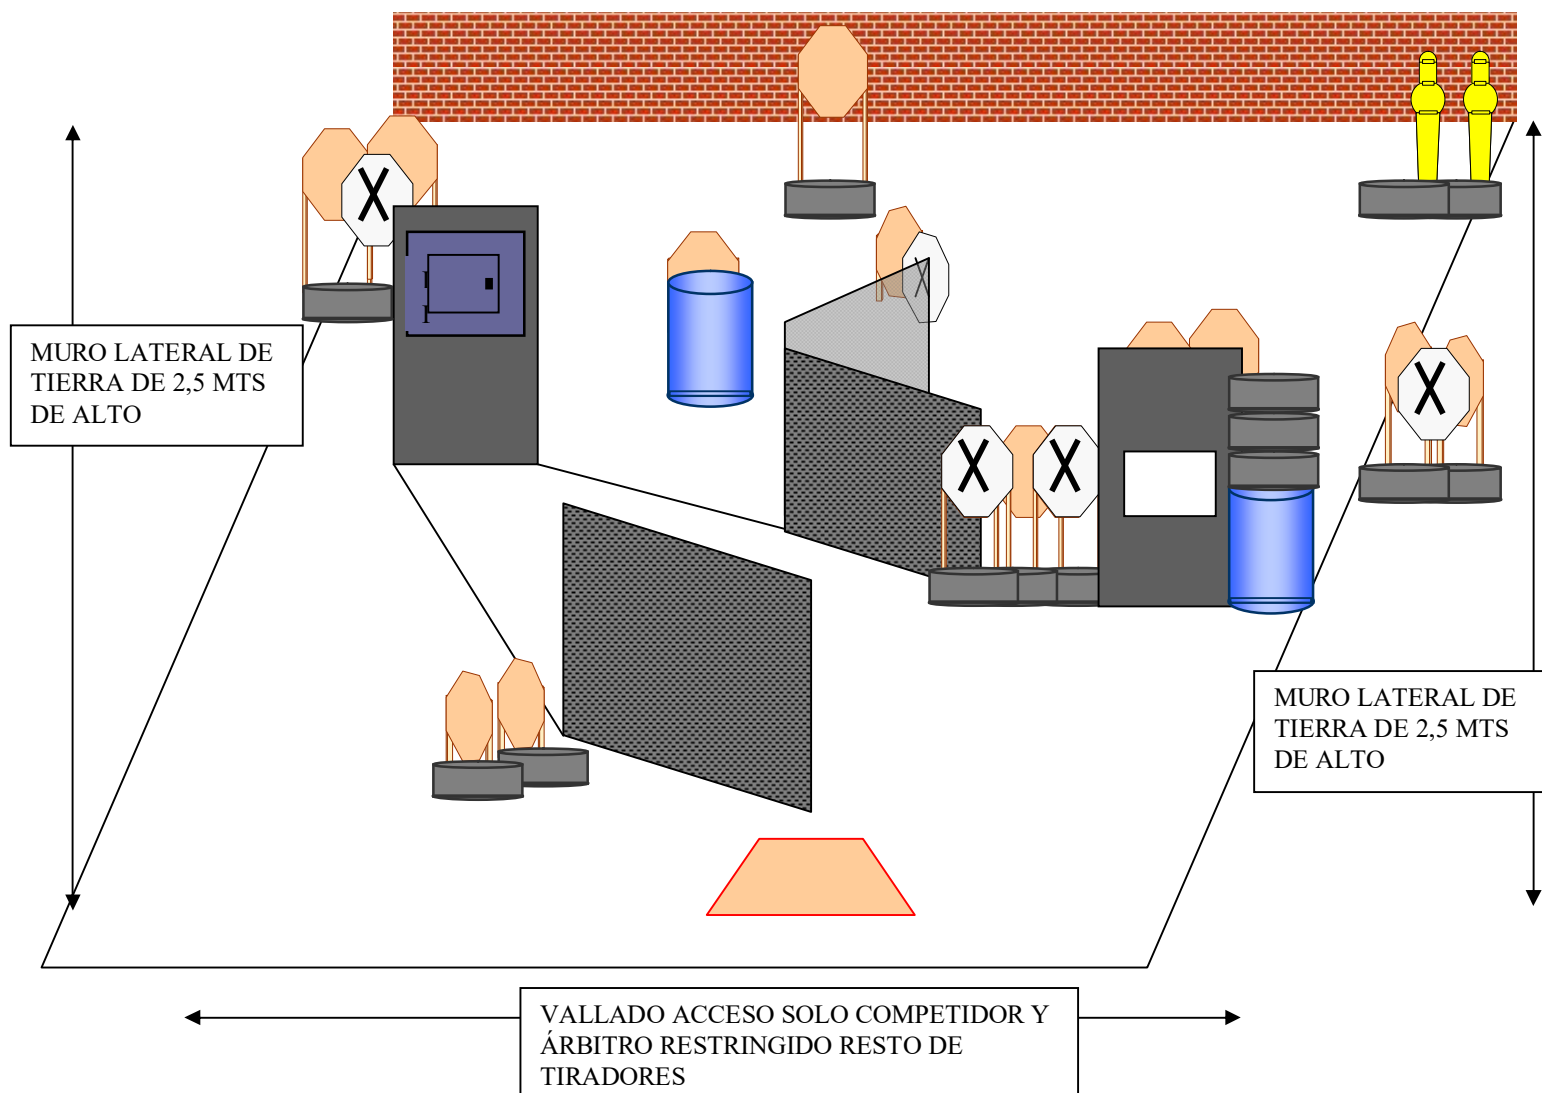 MURO LATERAL DE
TIERRA DE 2,5 MTS
DE ALTO
MURO LATERAL DE
TIERRA DE 2,5 MTS
DE ALTO
VALLADO ACCESO SOLO COMPETIDOR Y
ÁRBITRO RESTRINGIDO RESTO DE
TIRADORES